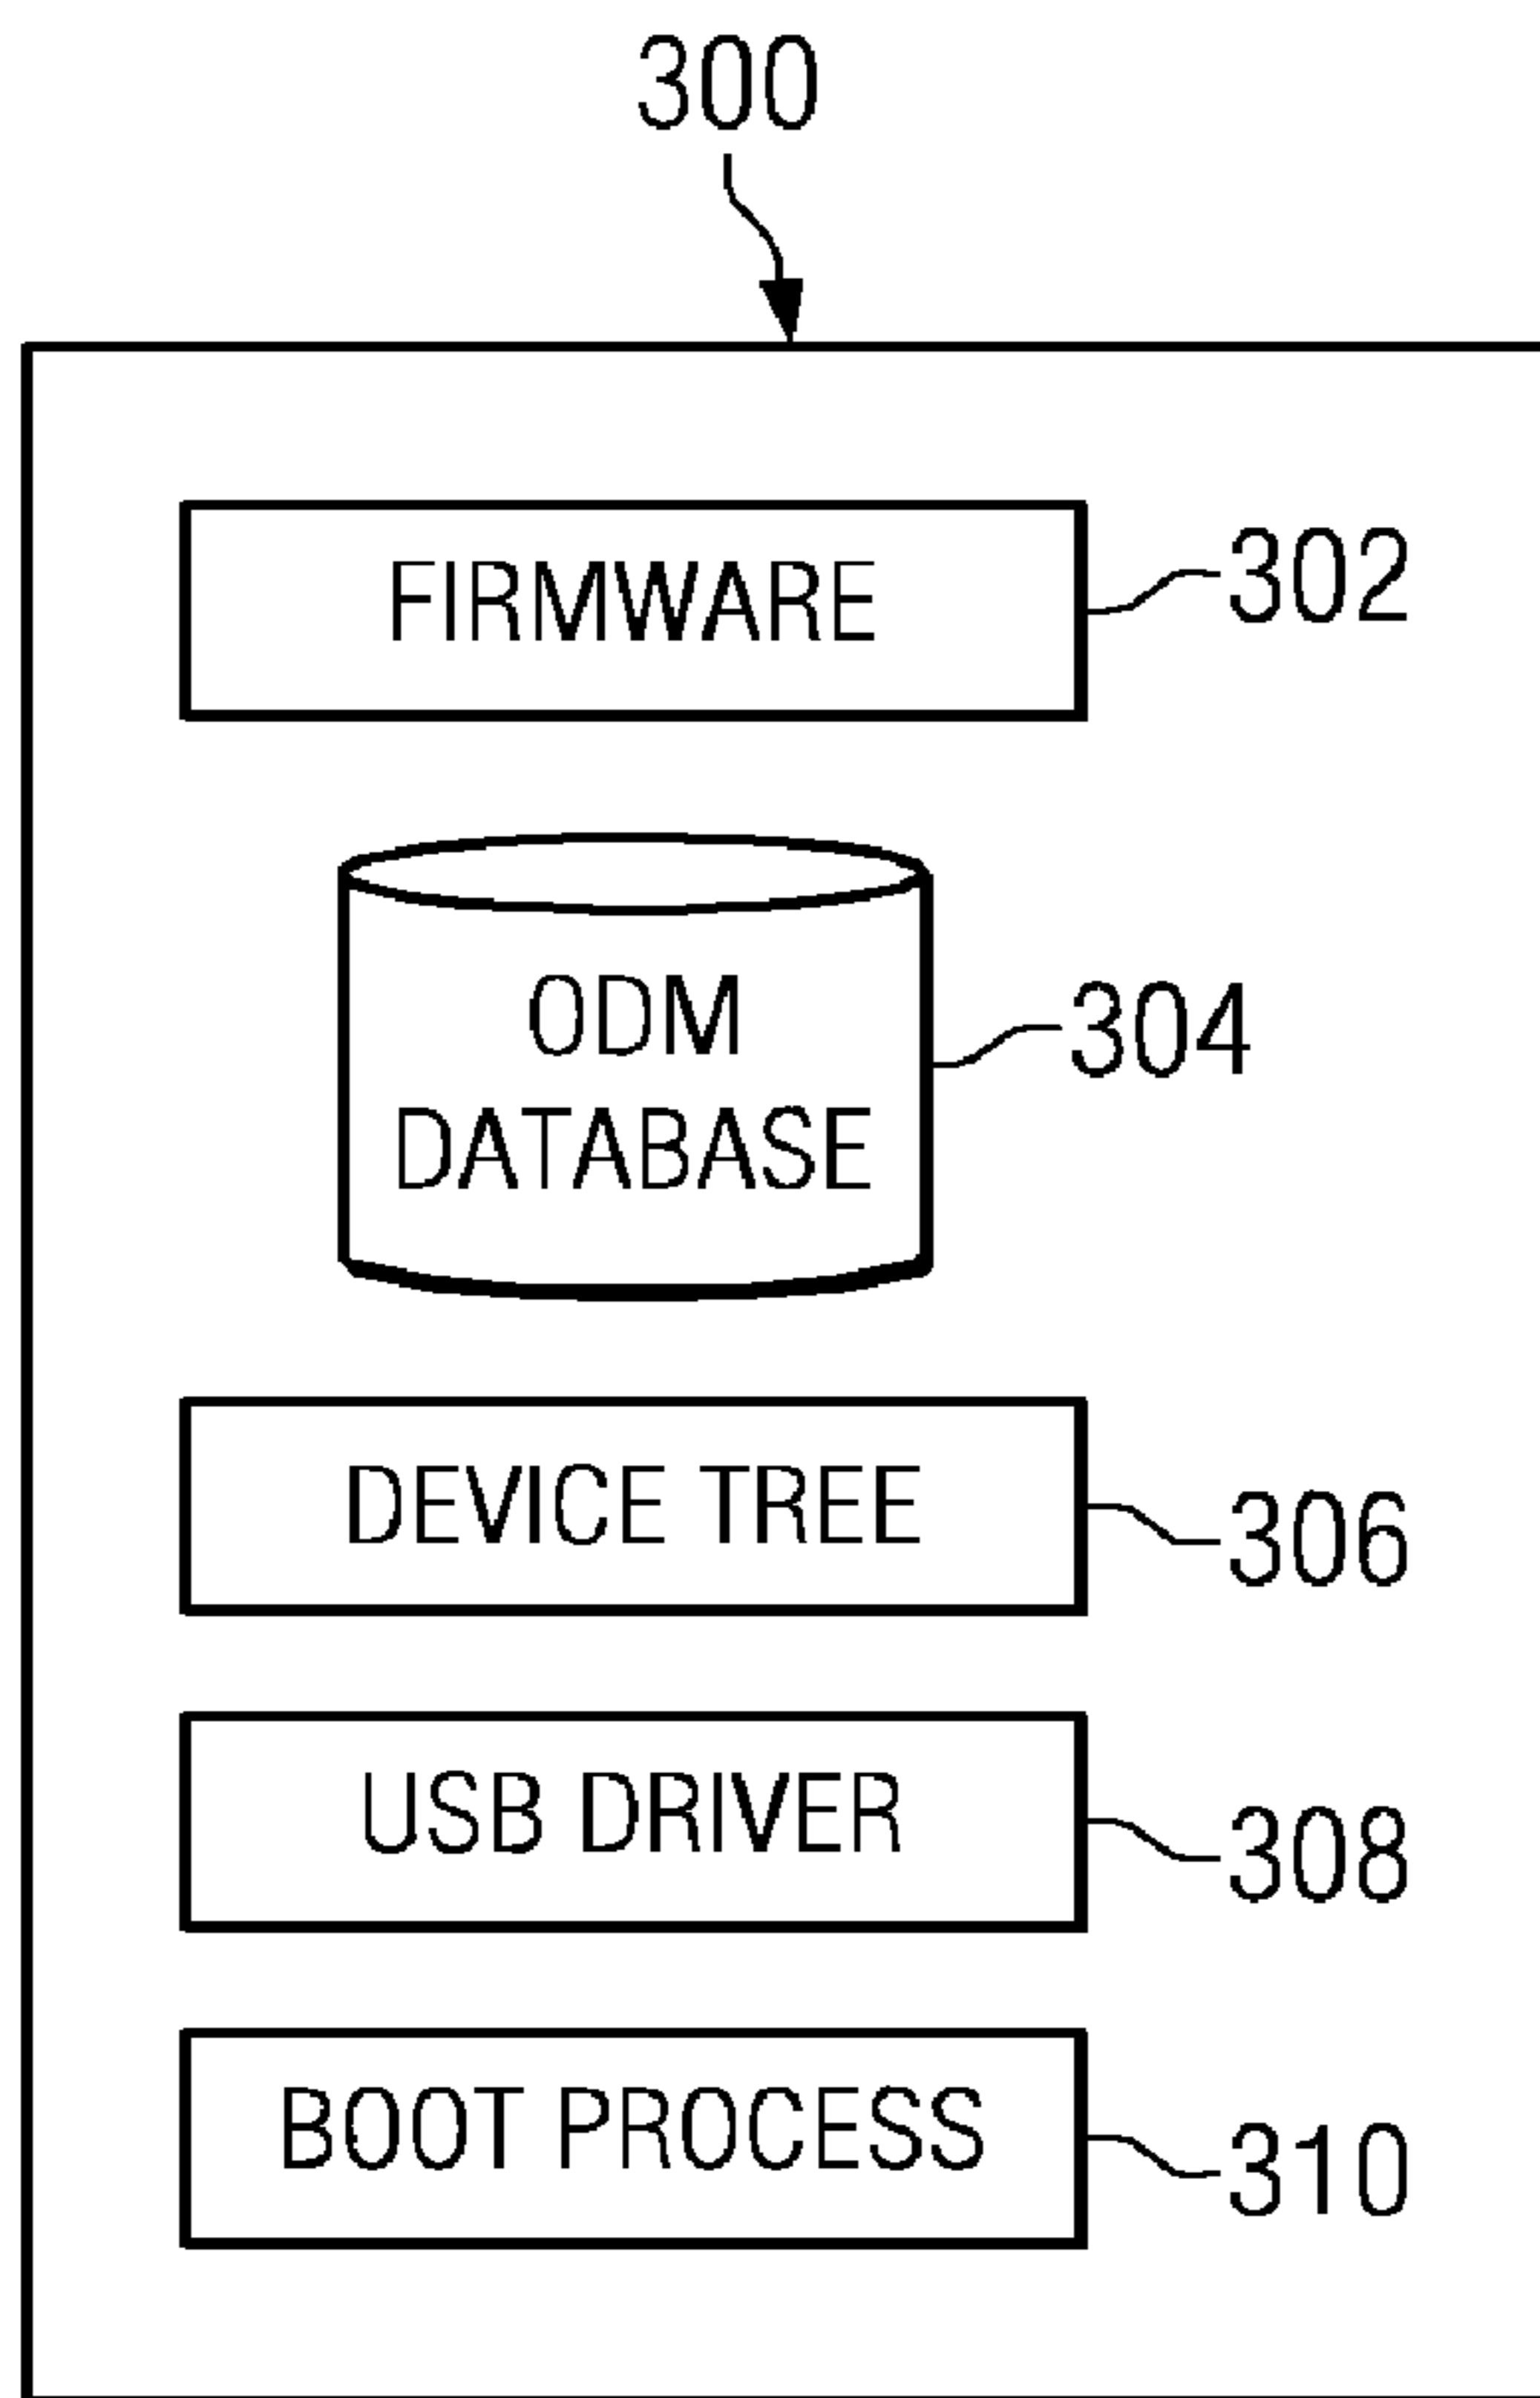 300
FIRMWARE
302
ODM
DATABASE
304
DEVICE TREE
306
USB DRIVER
308
BOOT PROCESS
310